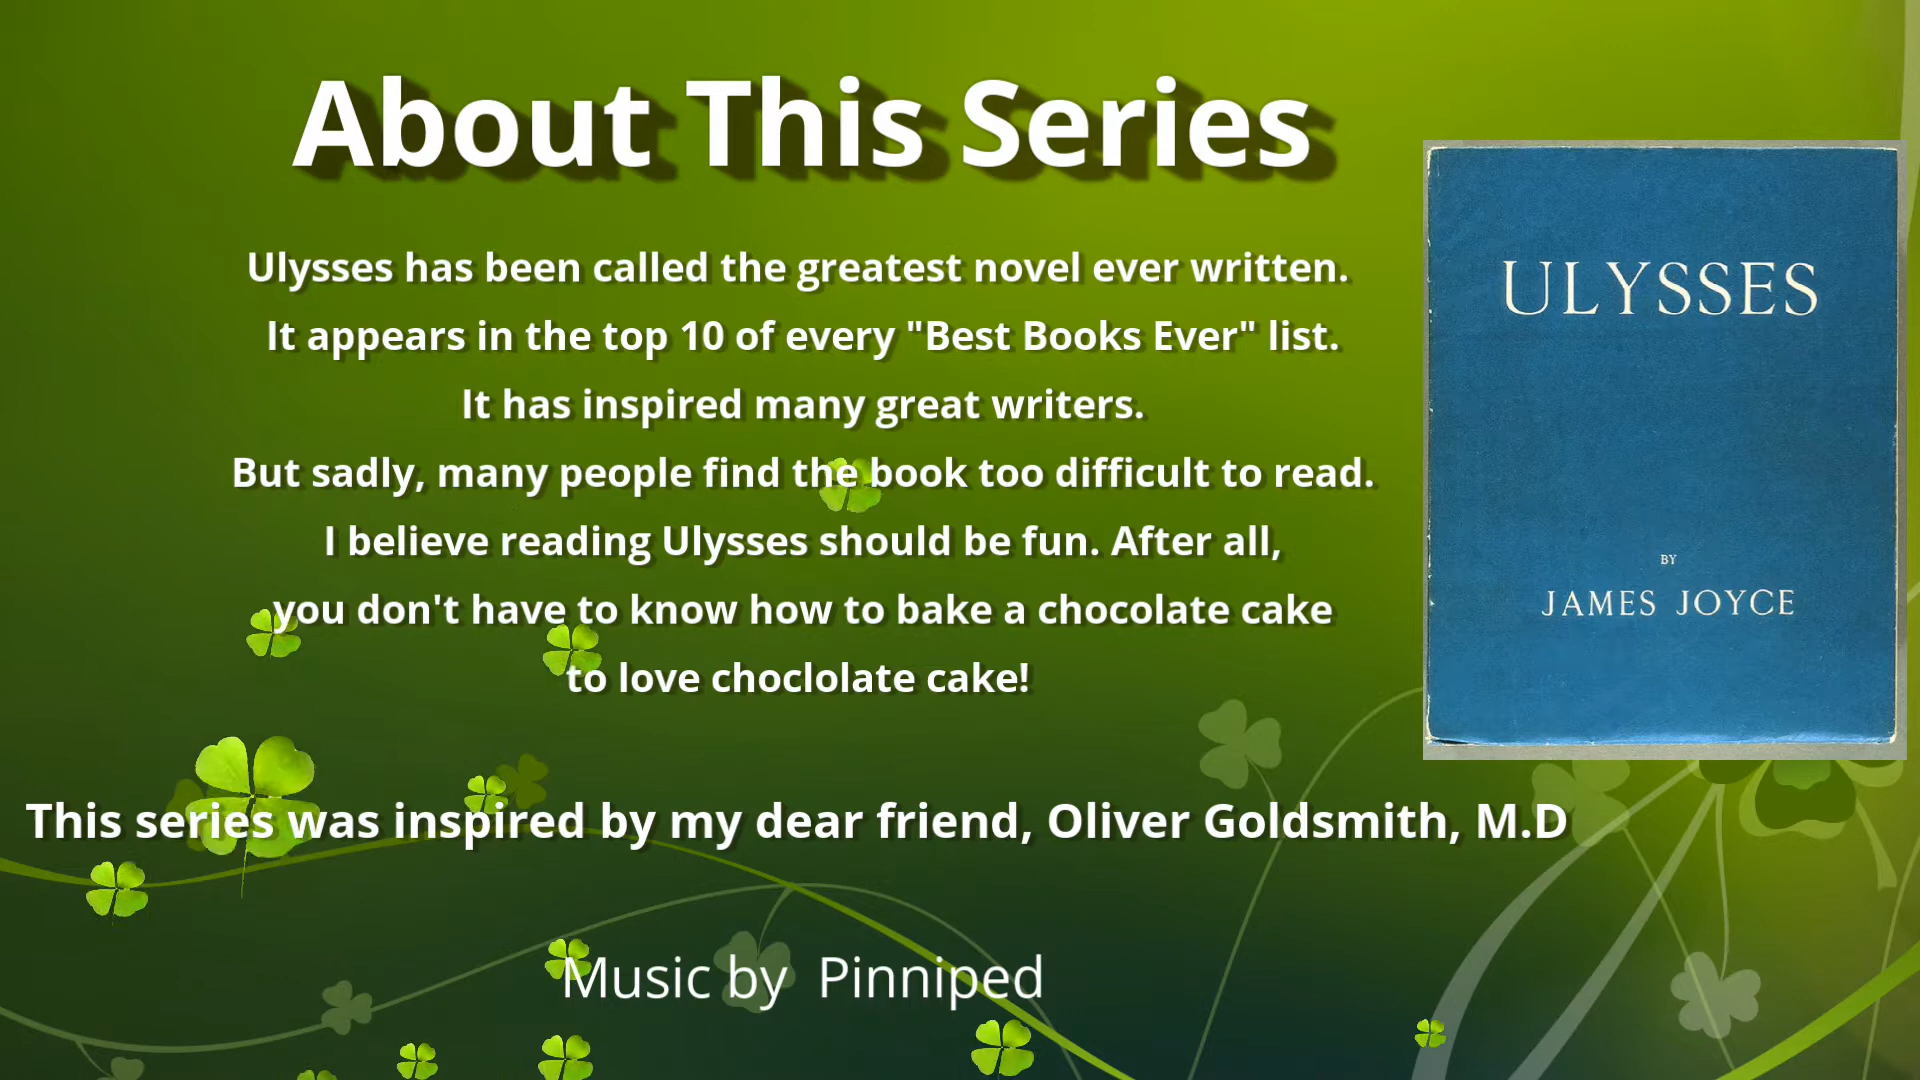 About This Series
Ulysses has been called the greatest novel ever written.
It appears in the top 10 of every "Best Books Ever" list.
It has inspired many great writers.
But sadly, many people find the book too difficult to read.
I believe reading Ulysses should be fun. After all,
you don't have to know how to bake a chocolate cake
to love choclolate cake!
This series was inspired by my dear friend, Oliver Goldsmith, M.D
Music by  Pinniped
ULYSSES
BY
JAMES JOYCE